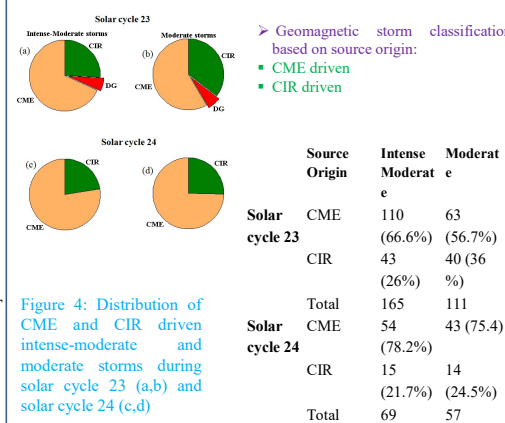 Solar cycle 23
Intense-Moderate storms
Moderate storms
(a)
CIR
DG
CME
(b)
CIR
CME
DG
Solar cycle 24
(c)
CIR
CME
(d)
CIR
CME
Figure 4: Distribution of
CME and CIR driven
intense-moderate and
moderate storms during
solar cycle 23 (a,b) and
solar cycle 24 (c,d)
➢ Geomagnetic storm classification
based on source origin:
▪ CME driven
▪ CIR driven
Source Intense Moderat
Origin Moderat e
e
Solar CME 110 63
cycle 23 (66.6%) (56.7%)
CIR 43 40 (36
(26%) %)
Total 165 111
Solar CME 54 43 (75.4)
cycle 24 (78.2%)
CIR 15 14
(21.7%) (24.5%)
Total 69 57